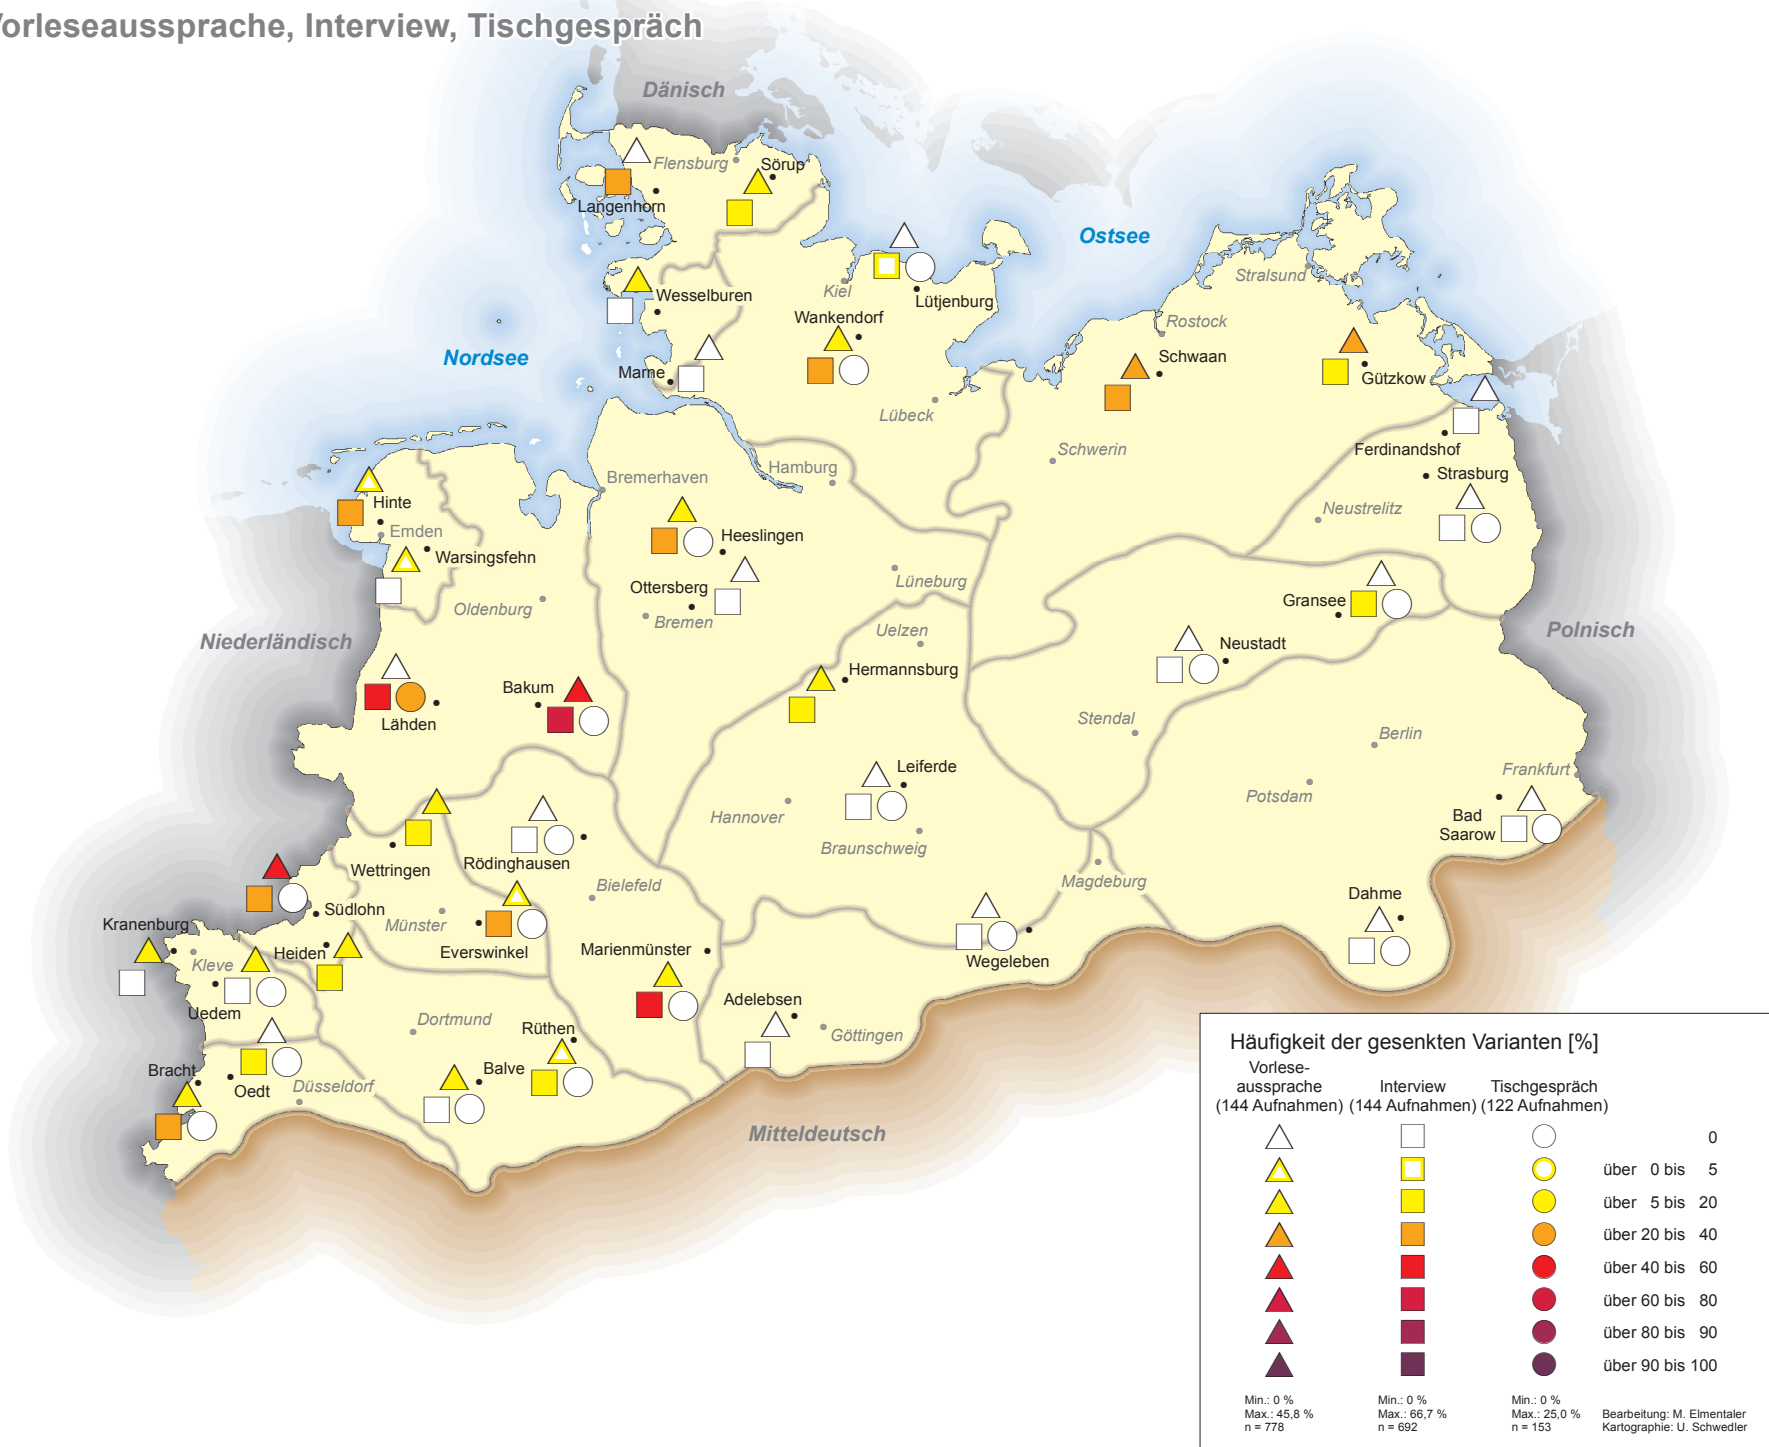 orleseaussprache, Interview, Tischgespräch
Dänisch
Flensburg
Sörup
Langenhorn
Ostsee
Stralsund
Kiel
Lütjenburg
Wesselburen
Wankendorf
Rostock
Nordsee
Schwaan
Marne
Gützkow
Lübeck
Schwerin
Ferdinandshof
Hamburg
Strasburg
Bremerhaven
Hinte
Neustrelitz
Emden
Heeslingen
Warsingsfehn
Lüneburg
Ottersberg
Gransee
Oldenburg
Bremen
Uelzen
Niederländisch
Polnisch
Neustadt
Hermannsburg
Bakum
Lähden
Stendal
Berlin
Leiferde
Frankfurt
Potsdam
Hannover
Bad
Saarow
Braunschweig
Rödinghausen
Wettringen
Bielefeld
Magdeburg
Dahme
Südlohn
Kranenburg
Münster
Heiden
Everswinkel
Marienmünster
Wegeleben
Kleve
Uedem
Adelebsen
Dortmund
Rüthen
Göttingen
Balve
Bracht
Oedt
Düsseldorf
Mitteldeutsch
Häufigkeit der gesenkten Varianten [%]
Vorlese-
aussprache Interview Tischgespräch
(144 Aufnahmen) (144 Aufnahmen) (122 Aufnahmen)
0
über 0 bis 5
über 5 bis 20
über 20 bis 40
über 40 bis 60
über 60 bis 80
über 80 bis 90
über 90 bis 100
Min.: 0 % Min.: 0 % Min.: 0 %
Max.: 45,8 % Max.: 66,7 % Max.: 25,0 % Bearbeitung: M. Elmentaler
n = 778 n = 692 n = 153 Kartographie: U. Schwedler